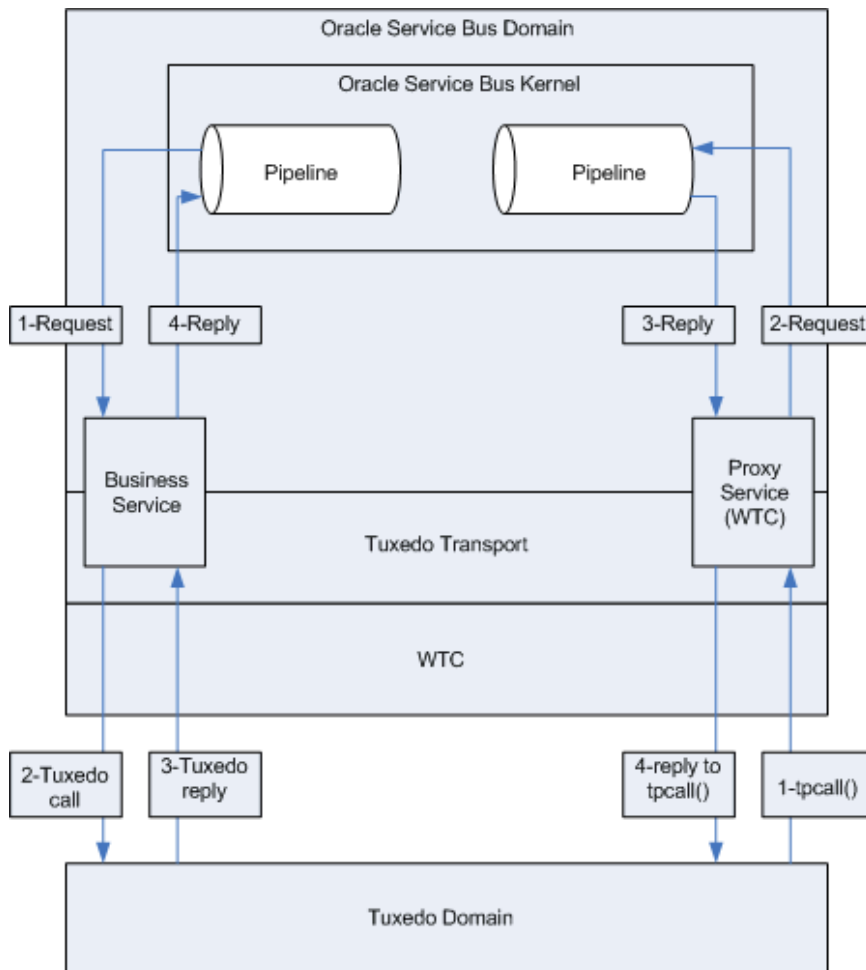 Oracle Service Bus Domain
Oracle Service Bus Kernel
Pipeline
Pipeline
1-Request
4-Reply
3-Reply
2-Request
Business
Service
Proxy
Service
(WTC)
Tuxedo Transport
WTC
2-Tuxedo
call
3-Tuxedo
reply
4-reply to
tpcall()
1-tpcall()
Tuxedo Domain